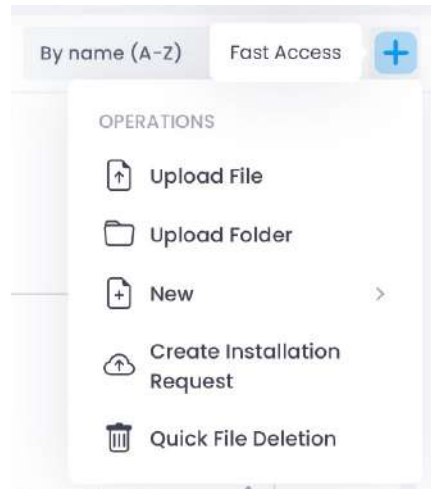 By name (A-Z)
Fast Access
OPERATIONS
Upload File
Upload Folder
New
Create Installation
Request
Quick File Deletion